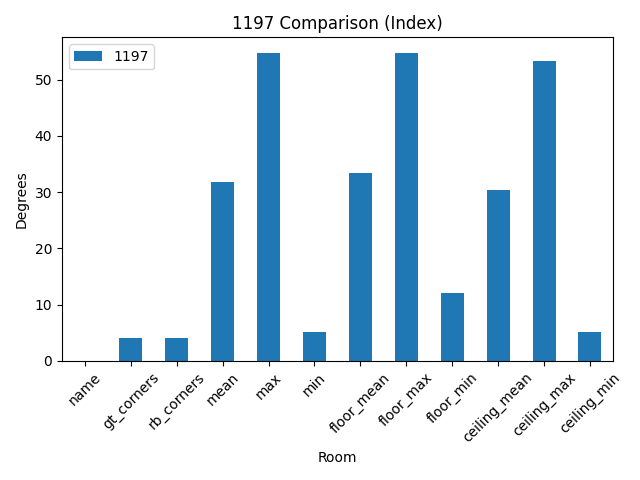 1197 Comparison (Index)
1197
Degrees
50
40
30
20
10
0
name
gt_corners
rb_corners
mean
max
min
floor_mean
floor_max
floor_min
ceiling_mean
ceiling_max
ceiling_min
Room